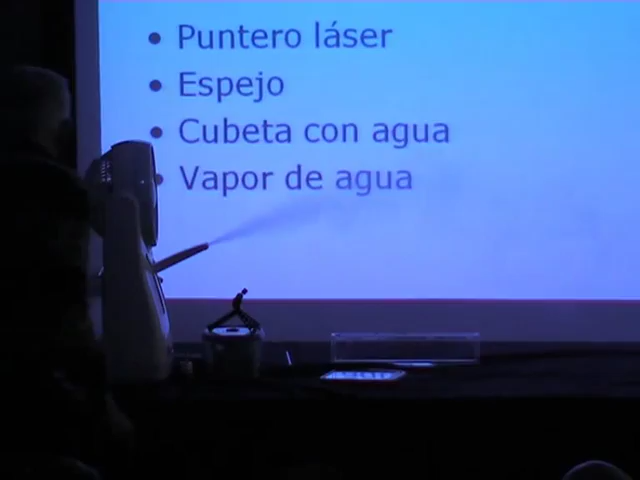 • Puntero láser
• Espejo
• Cubeta con agua
• Vapor de agua